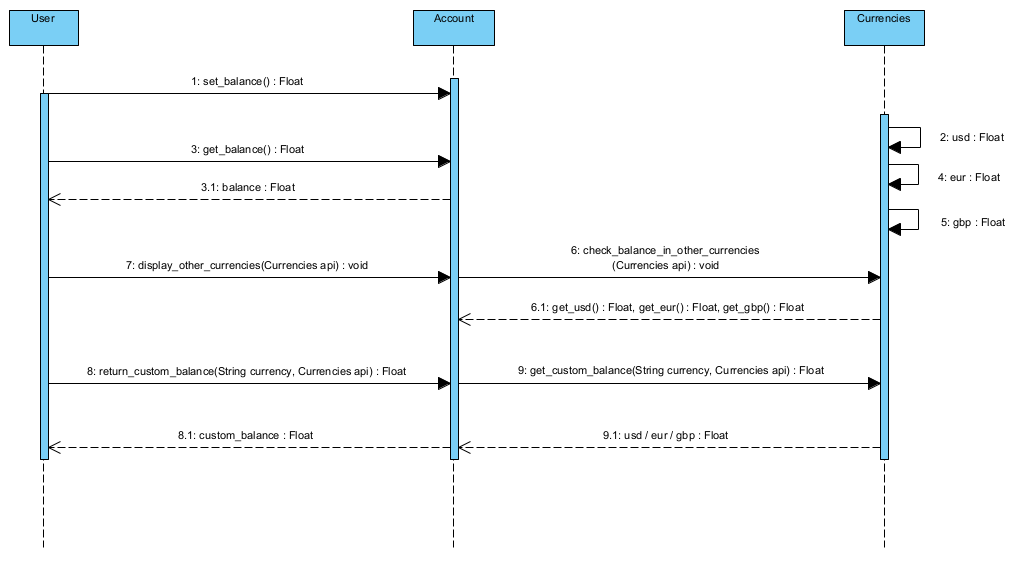 User
Account
Currencies
1: set_balance() : Float
2: usd : Float
3: get_balance() : Float
4: eur : Float
3.1: balance : Float
5: gbp : Float
6: check_balance_in_other_currencies
(Currencies api) : void
7: display_other_currencies(Currencies api) : void
6.1: get_usd() : Float, get_eur() : Float, get_gbp() : Float
8: return_custom_balance(String currency, Currencies api) : Float
9: get_custom_balance(String currency, Currencies api) : Float
8.1: custom_balance : Float
9.1: usd / eur / gbp : Float